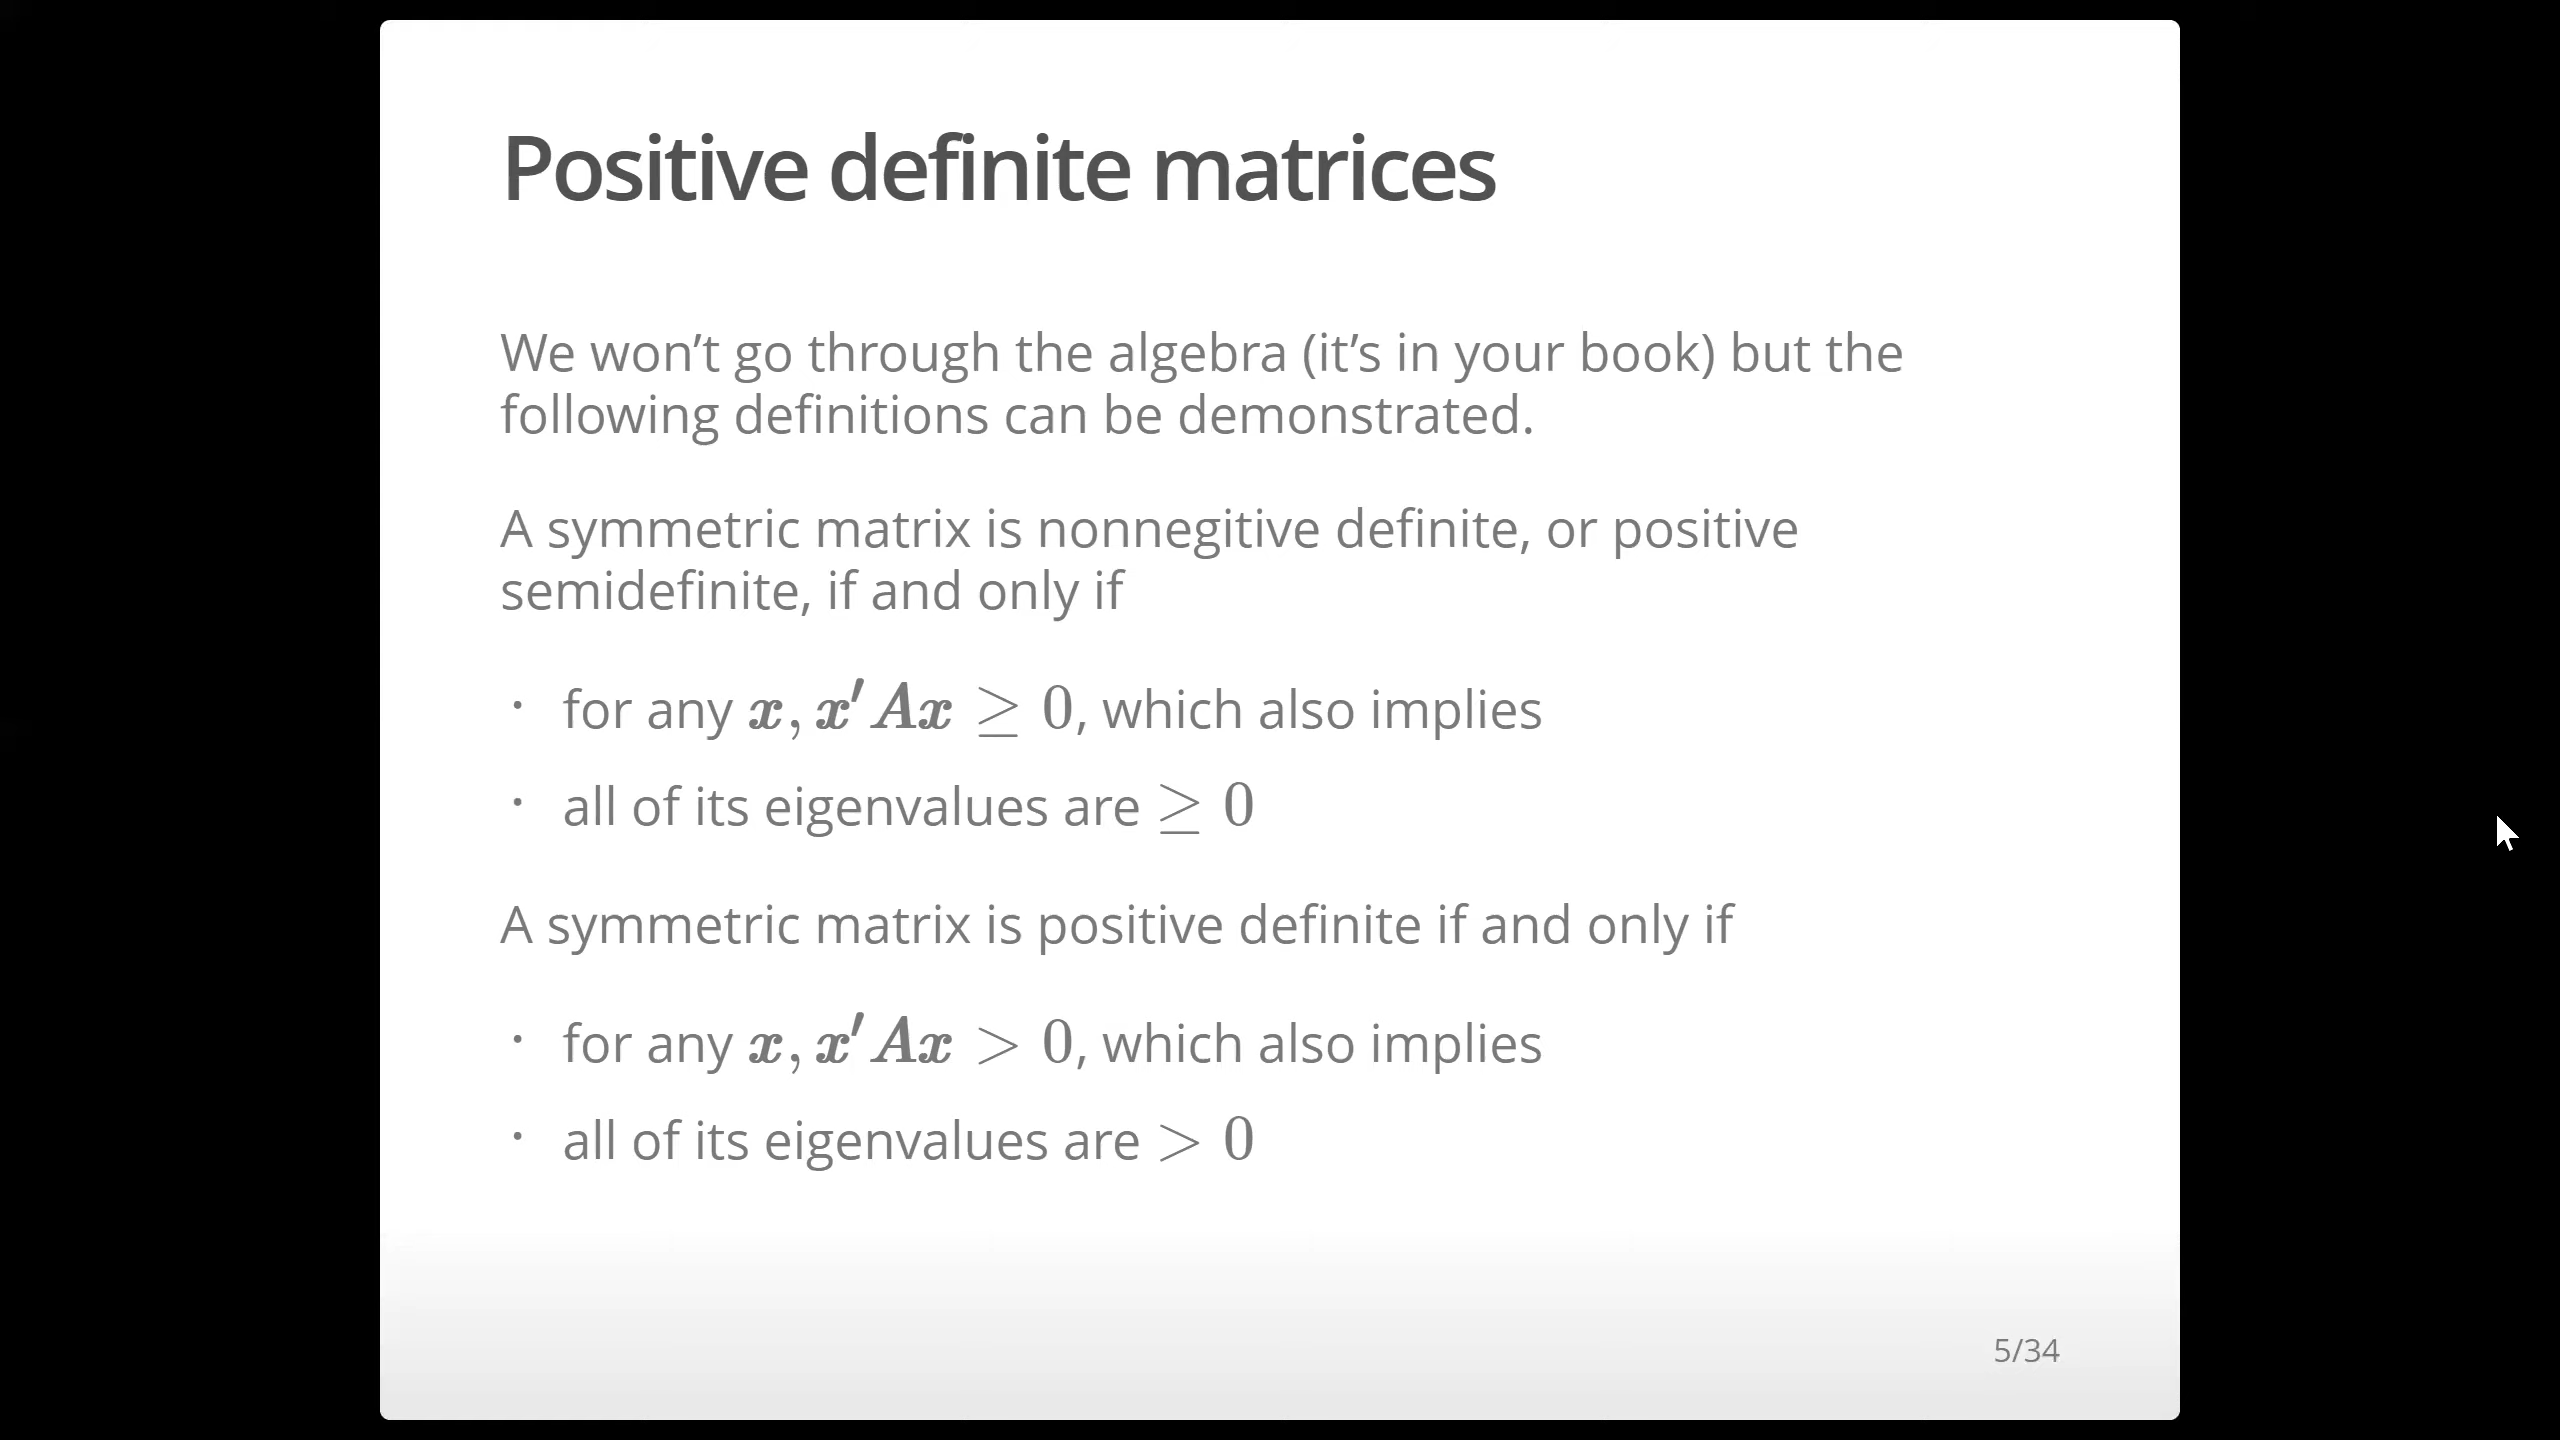 Positive definite matrices
We won’t go through the algebra (it’s in your book) but the
following definitions can be demonstrated.
A symmetric matrix is nonnegitive definite, or positive
semidefinite, if and only if
· for any x, x′Ax ≥ 0, which also implies
· all of its eigenvalues are ≥ 0
A symmetric matrix is positive definite if and only if
· for any x, x′Ax > 0, which also implies
· all of its eigenvalues are > 0
5/34